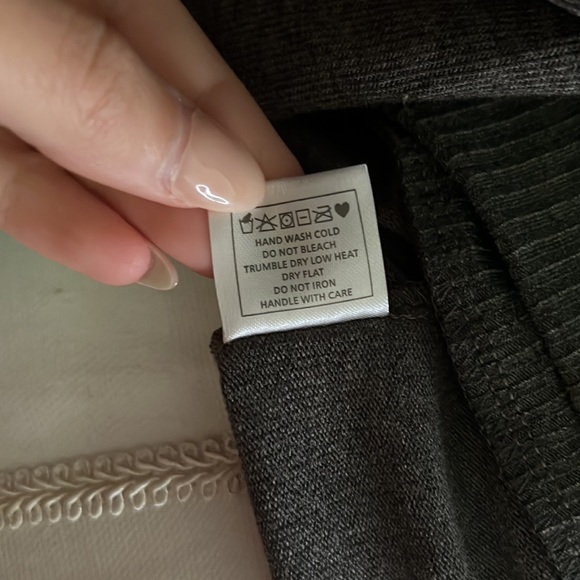 HAND WASH COLD
DO NOT BLEACH
TRUMBLE DRY LOW HEAT
DRY FLAT
DO NOT IRON
HANDLE WITH CARE